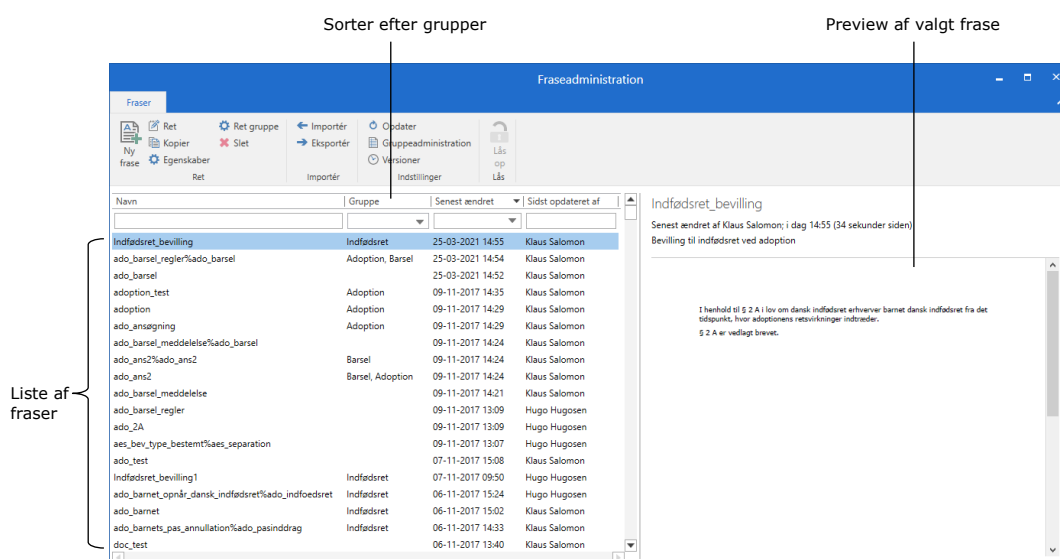 Sorter efter grupper
Preview af valgt frase
Fraseadministration
Fraser
Ny frase
Ret
Kopier
Egenskaber
Ret gruppe
Slet
Ret
Importér
Eksportér
Importér
Opdater
Gruppeadministration
Versioner
Indstillinger
Lås op
Lås
Navn Gruppe Senest ændret Sidst opdateret af
Indfødsret_bevilling Indfødsret 25-03-2021 14:55 Klaus Salomon
ado_barsel_regler%ado_barsel Adoption, Barsel 25-03-2021 14:54 Klaus Salomon
ado_barsel 25-03-2021 14:52 Klaus Salomon
adoption_test Adoption 09-11-2017 14:35 Klaus Salomon
adoption Adoption 09-11-2017 14:29 Klaus Salomon
ado_ansøgning Adoption 09-11-2017 14:29 Klaus Salomon
ado_barsel_meddelelse%ado_barsel 09-11-2017 14:24 Klaus Salomon
ado_ans2%ado_ans2 Barsel 09-11-2017 14:24 Klaus Salomon
ado_ans2 Barsel, Adoption 09-11-2017 14:24 Klaus Salomon
ado_barsel_meddelelse 09-11-2017 14:21 Klaus Salomon
ado_barsel_regler 09-11-2017 13:09 Hugo Hugosen
ado_2A 09-11-2017 13:09 Hugo Hugosen
aes_bev_type_bestemt%aes_separation 09-11-2017 13:07 Hugo Hugosen
ado_test 07-11-2017 15:08 Klaus Salomon
Indfødsret_bevilling1 Indfødsret 07-11-2017 09:50 Hugo Hugosen
ado_barnet_opnår_dansk_indfødsret%ado_indfoedsret Indfødsret 06-11-2017 15:24 Hugo Hugosen
ado_barnet Indfødsret 06-11-2017 15:02 Klaus Salomon
ado_barnets_pas_annullation%ado_pasinddrag Indfødsret 06-11-2017 14:33 Klaus Salomon
doc_test 06-11-2017 13:40 Klaus Salomon
Liste af
fraser
Indfødsret_bevilling
Senest ændret af Klaus Salomon; i dag 14:55 (34 sekunder siden)
Bevilling til indfødsret ved adoption
I henhold til § 2 A i lov om dansk indfødsret erhverver barnet dansk indfødsret fra det
tidspunkt, hvor adoptionens retsvirkninger indtræder.
§ 2 A er vedlagt brevet.